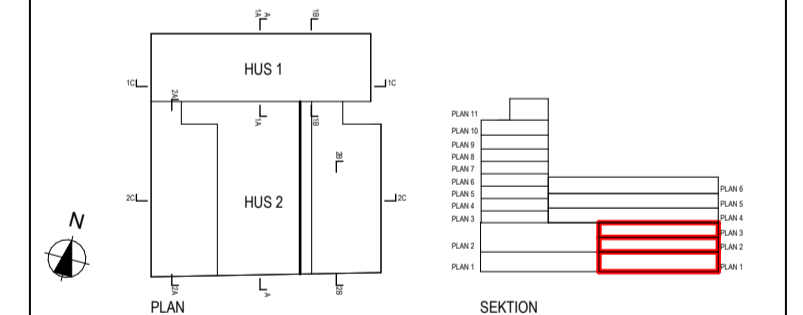 1A A 1B
HUS 1
1C 1C
2A
1A 1B
2B
2C HUS 2 2C
N
2A A 2B
PLAN
PLAN 11
PLAN 10
PLAN 9
PLAN 8
PLAN 7
PLAN 6
PLAN 5
PLAN 4
PLAN 3
PLAN 2
PLAN 1
PLAN 6
PLAN 5
PLAN 4
PLAN 3
PLAN 2
PLAN 1
SEKTION